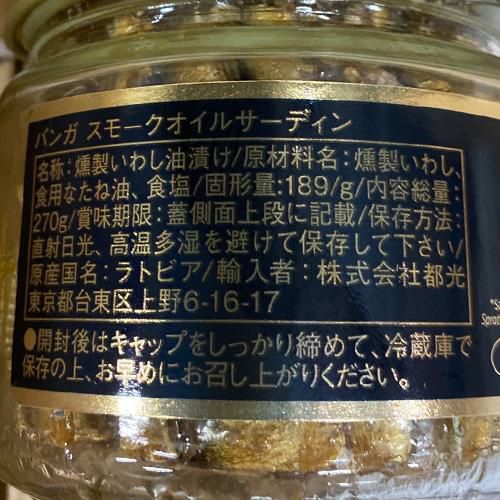 バンガ スモークオイルサーディン
名称:燻製いわし油漬け/原材料名:燻製いわし、
食用なたね油、食塩/固形量:189/g/内容総量:
270g/賞味期限:蓋側面上段に記載/保存方法:
直射日光、高温多湿を避けて保存して下さい/
原産国名:ラトビア/輸入者:株式会社都光
東京都台東区上野6-16-17
●開封後はキャップをしっかり締めて、冷蔵庫で
保存の上、お早めにお召し上がりください。